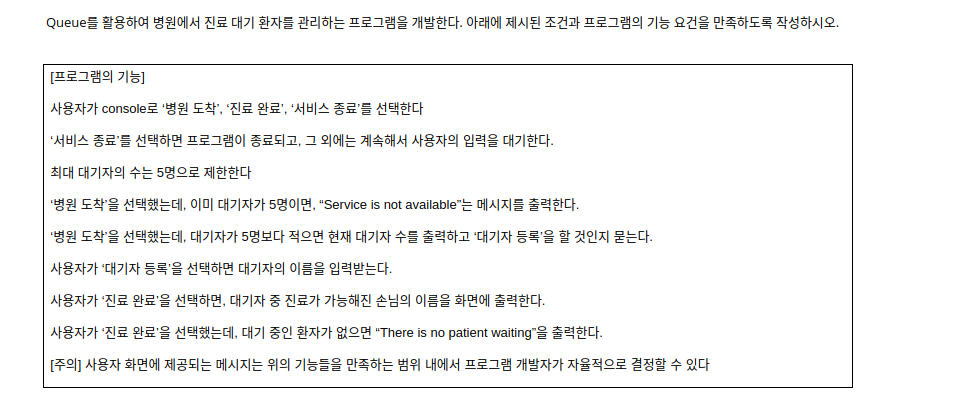 Queue를 활용하여 병원에서 진료 대기 환자를 관리하는 프로그램을 개발한다. 아래에 제시된 조건과 프로그램의 기능 요건을 만족하도록 작성하시오.
[프로그램의 기능]
사용자가 console로 ‘병원 도착’, ‘진료 완료’, ‘서비스 종료’를 선택한다
‘서비스 종료’를 선택하면 프로그램이 종료되고, 그 외에는 계속해서 사용자의 입력을 대기한다.
최대 대기자의 수는 5명으로 제한한다
‘병원 도착’을 선택했는데, 이미 대기자가 5명이면, “Service is not available”는 메시지를 출력한다.
‘병원 도착’을 선택했는데, 대기자가 5명보다 적으면 현재 대기자 수를 출력하고 ‘대기자 등록’을 할 것인지 묻는다.
사용자가 ‘대기자 등록’을 선택하면 대기자의 이름을 입력받는다.
사용자가 ‘진료 완료’을 선택하면, 대기자 중 진료가 가능해진 손님의 이름을 화면에 출력한다.
사용자가 ‘진료 완료’을 선택했는데, 대기 중인 환자가 없으면 “There is no patient waiting”을 출력한다.
[주의] 사용자 화면에 제공되는 메시지는 위의 기능들을 만족하는 범위 내에서 프로그램 개발자가 자율적으로 결정할 수 있다